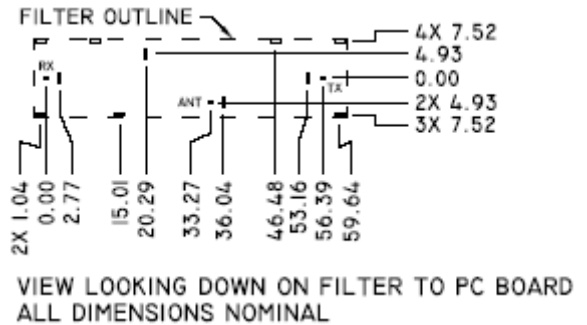 FILTER OUTLINE
4X 7.52
4.93
0.00
RX
TX
ANT
2X 4.93
3X 7.52
2X 1.04
0.00
2.77
15.01
20.29
33.27
36.04
46.48
53.16
56.39
59.64
VIEW LOOKING DOWN ON FILTER TO PC BOARD
ALL DIMENSIONS NOMINAL